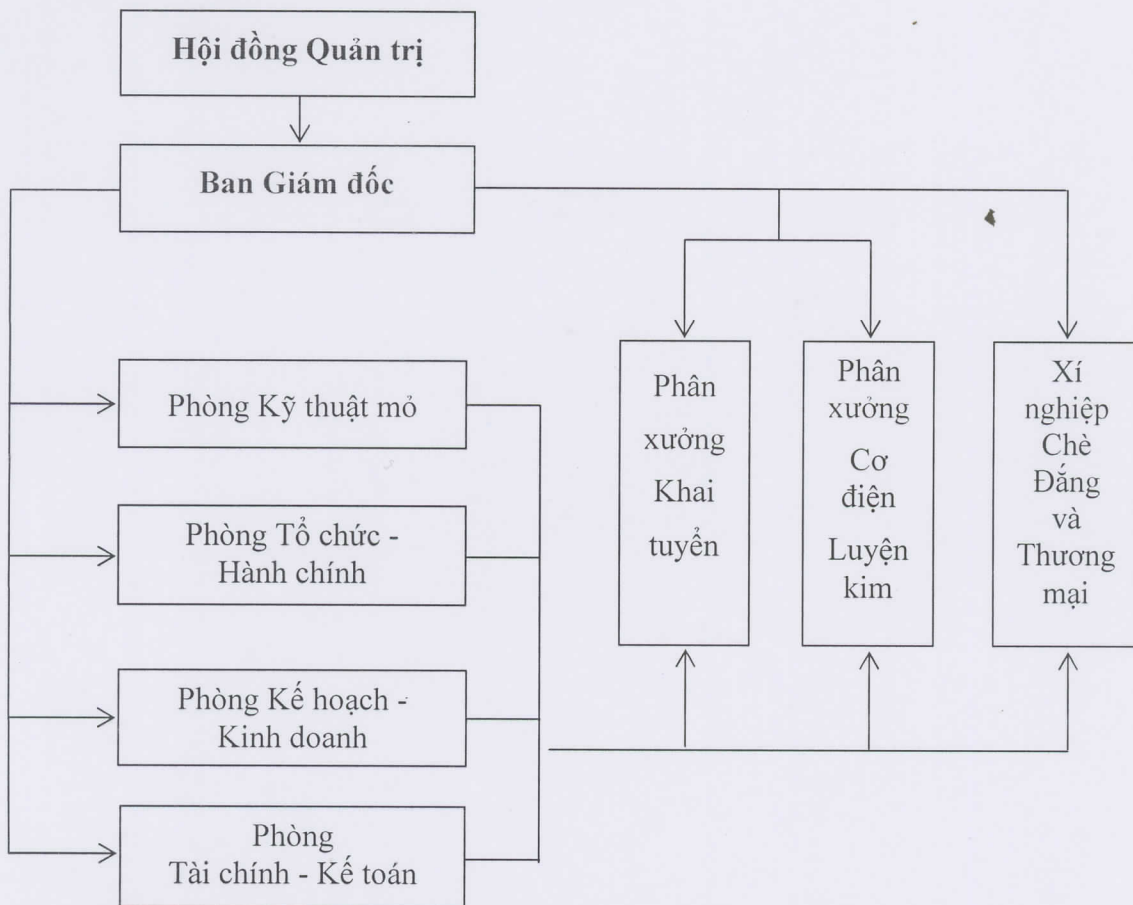 Hội đồng Quản trị
Ban Giám đốc
Phòng Kỹ thuật mỏ
Phòng Tổ chức -
Hành chính
Phòng Kế hoạch -
Kinh doanh
Phòng
Tài chính - Kế toán
Phân
xưởng
Khai
tuyển
Phân
xưởng
Cơ
điện
Luyện
kim
Xí
nghiệp
Chè
Đắng
và
Thương
mại